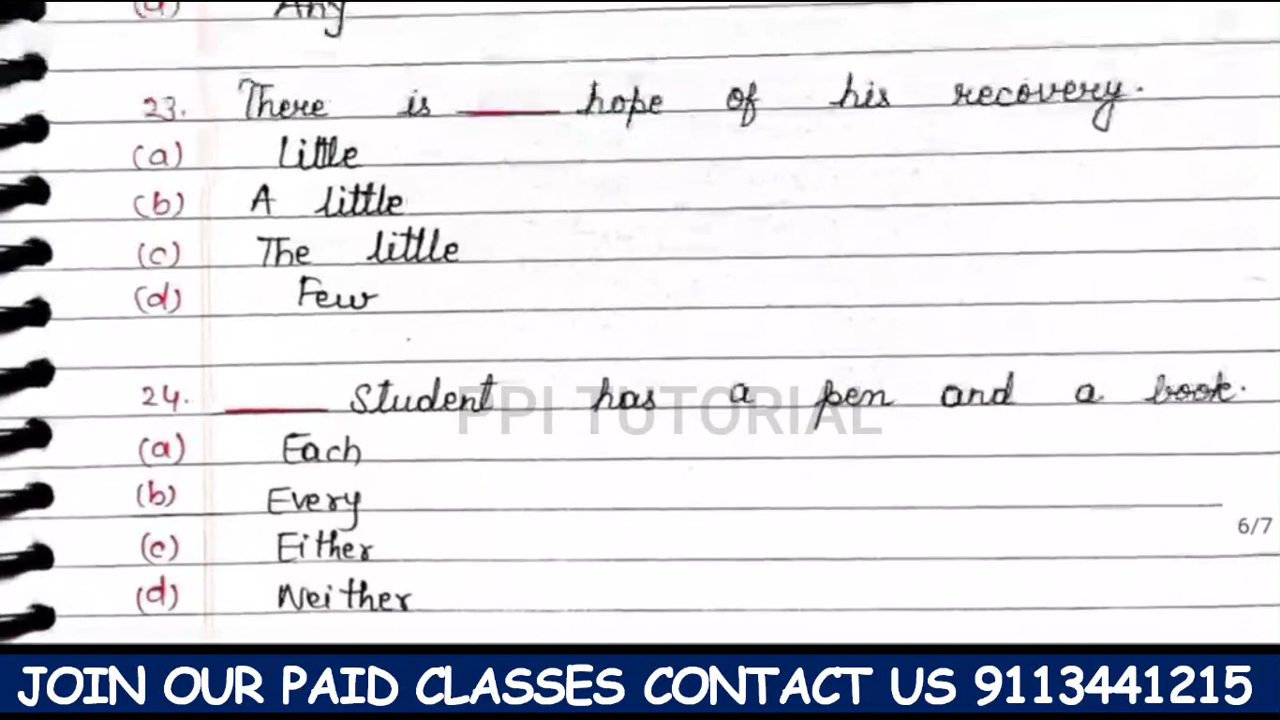 (d) Any
23. There is ____ hope of his recovery.
(a) Little
(b) A little
(c) The little
(d) Few
24. ____ Student has a pen and a book.
PPI TUTORIAL
(a) Each
(b) Every
6/7
(c) Either
(d) Neither
JOIN OUR PAID CLASSES CONTACT US 9113441215